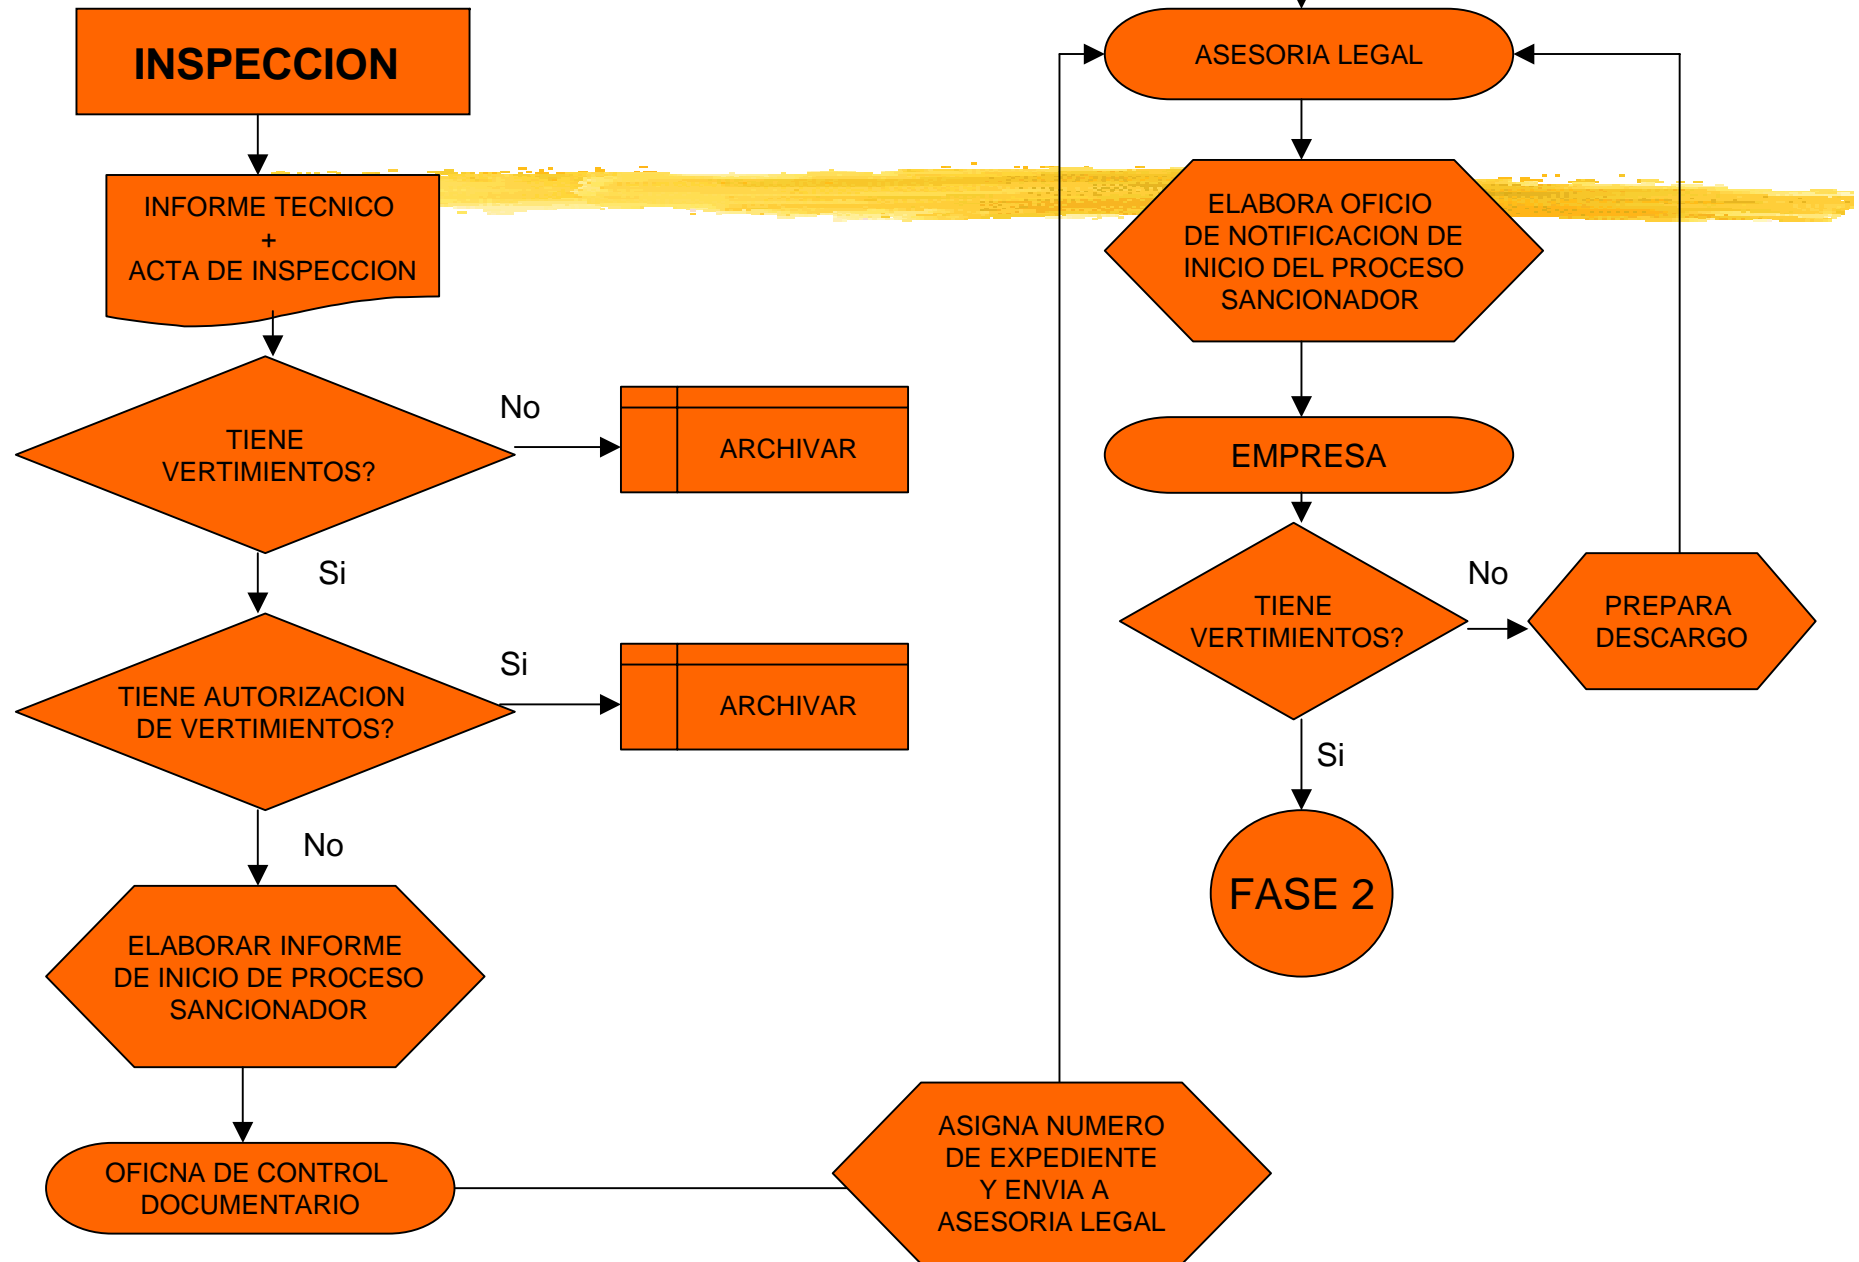 INSPECCION
INFORME TECNICO
+
ACTA DE INSPECCION
TIENE
VERTIMIENTOS?
No
ARCHIVAR
Si
TIENE AUTORIZACION
DE VERTIMIENTOS?
Si
ARCHIVAR
No
ELABORAR INFORME
DE INICIO DE PROCESO
SANCIONADOR
OFICNA DE CONTROL
DOCUMENTARIO
ASIGNA NUMERO
DE EXPEDIENTE
Y ENVIA A
ASESORIA LEGAL
ASESORIA LEGAL
ELABORA OFICIO
DE NOTIFICACION DE
INICIO DEL PROCESO
SANCIONADOR
EMPRESA
TIENE
VERTIMIENTOS?
No
PREPARA
DESCARGO
Si
FASE 2